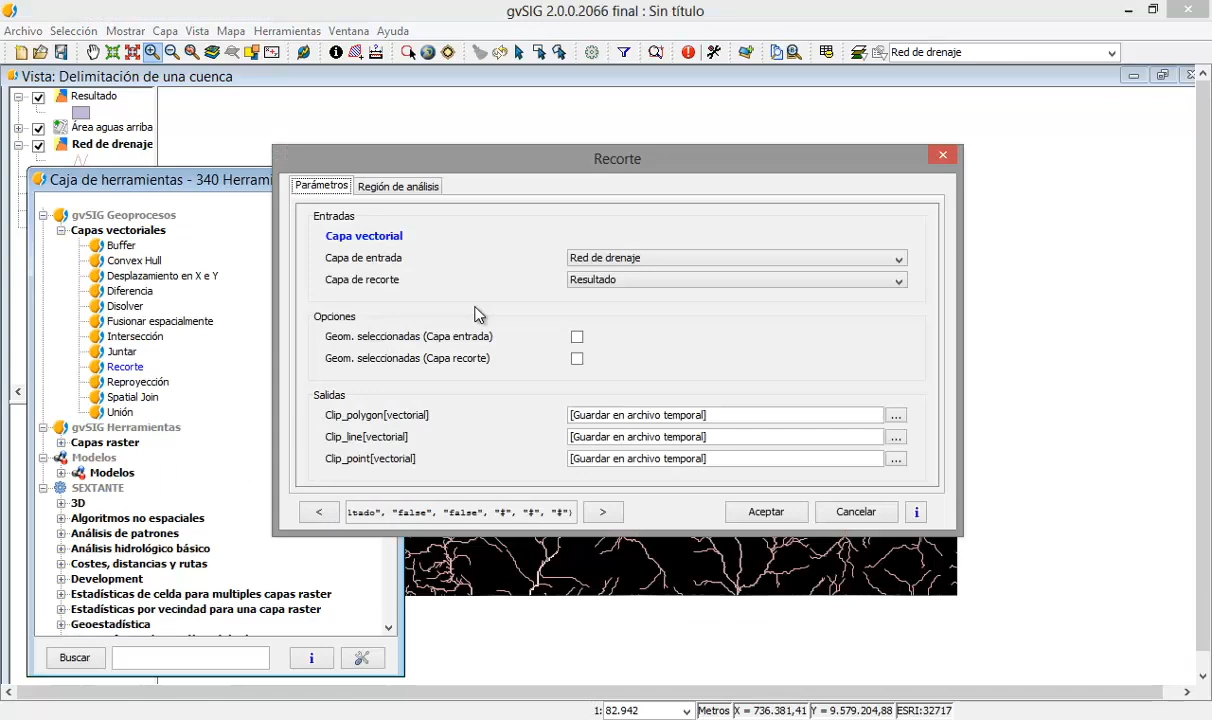 gvSIG 2.0.0.2066 final : Sin título
Archivo Selección Mostrar Capa Vista Mapa Herramientas Ventana Ayuda
Red de drenaje
Vista: Delimitación de una cuenca
Resultado
Área aguas arriba
Red de drenaje
Caja de herramientas - 340 Herrami
gvSIG Geoprocesos
Capas vectoriales
Buffer
Convex Hull
Desplazamiento en X e Y
Diferencia
Disolver
Fusionar espacialmente
Intersección
Juntar
Recorte
Reproyección
Spatial Join
Unión
gvSIG Herramientas
Capas raster
Modelos
Modelos
SEXTANTE
3D
Algoritmos no espaciales
Análisis de patrones
Análisis hidrológico básico
Costes, distancias y rutas
Development
Estadísticas de celda para multiples capas raster
Estadísticas por vecindad para una capa raster
Geoestadística
Buscar
i
Recorte
Parámetros Región de análisis
Entradas
Capa vectorial
Capa de entrada Red de drenaje
Capa de recorte Resultado
Opciones
Geom. seleccionadas (Capa entrada)
Geom. seleccionadas (Capa recorte)
Salidas
Clip_polygon[vectorial] [Guardar en archivo temporal] ...
Clip_line[vectorial] [Guardar en archivo temporal] ...
Clip_point[vectorial] [Guardar en archivo temporal] ...
< ltado", "false", "false", "#", "#", "#") > Aceptar Cancelar i
1: 82.942 Metros X = 736.381,41 Y = 9.579.204,88 ESRI:32717